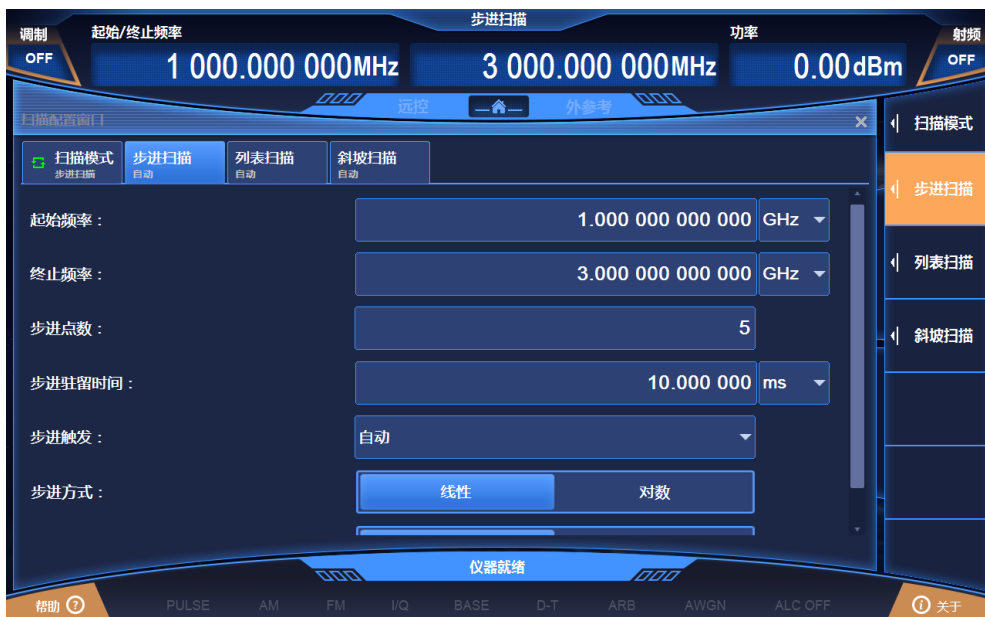 步进扫描
调制 起始/终止频率 功率 射频
OFF 1 000.000 000MHz 3 000.000 000MHz 0.00dBm OFF
远控 外参考
扫描配置窗口
扫描模式
步进扫描
步进扫描
自动
列表扫描
自动
斜坡扫描
自动
起始频率: 1.000 000 000 000 GHz
终止频率: 3.000 000 000 000 GHz
步进点数: 5
步进驻留时间: 10.000 000 ms
步进触发: 自动
步进方式: 线性 对数
扫描模式
步进扫描
列表扫描
斜坡扫描
仪器就绪
帮助 PULSE AM FM I/Q BASE D-T ARB AWGN ALC OFF 关于